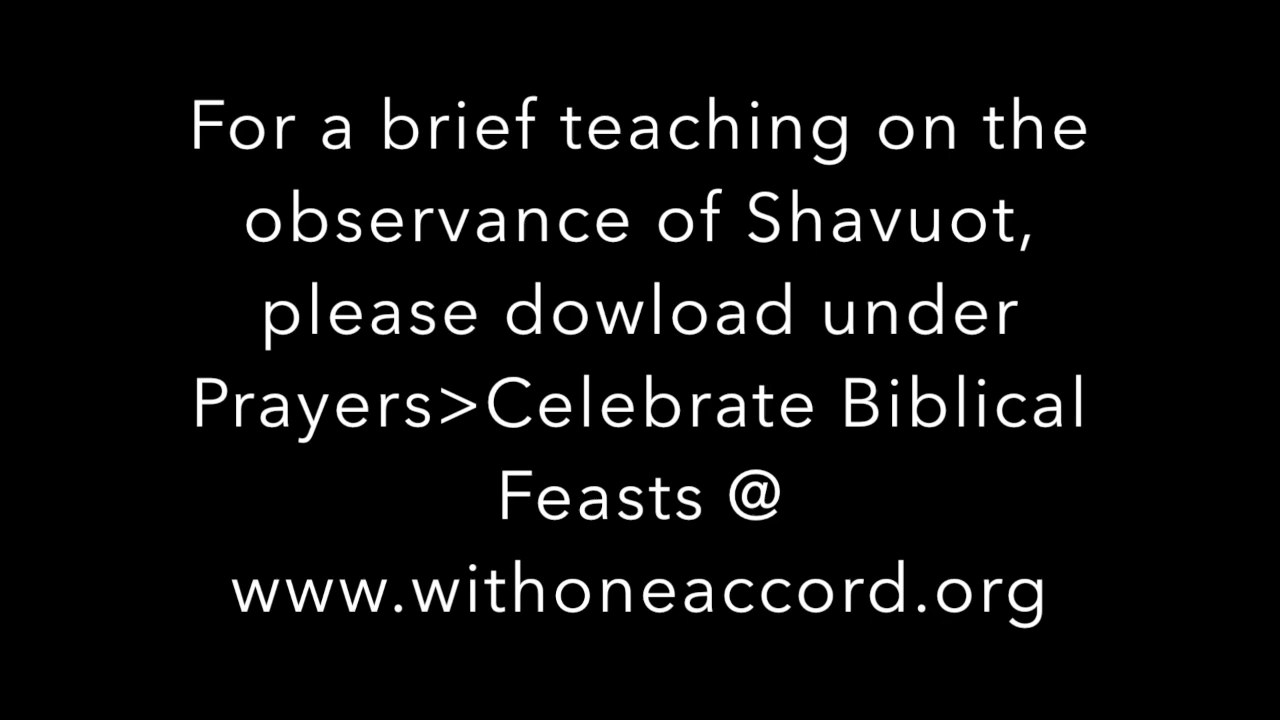 For a brief teaching on the
observance of Shavuot,
please dowload under
Prayers>Celebrate Biblical
Feasts @
www.withoneaccord.org